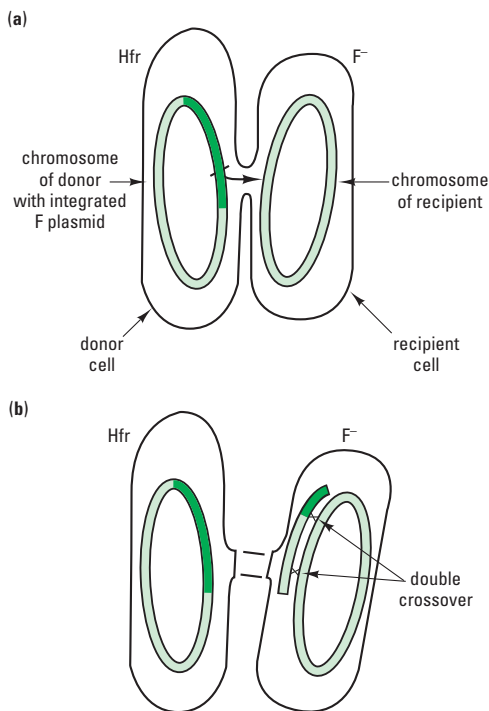 (a)
Hfr
F–
chromosome
of donor
with integrated
F plasmid
chromosome
of recipient
donor
cell
recipient
cell
(b)
Hfr
F–
double
crossover